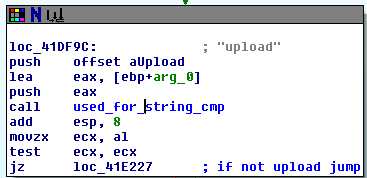 loc_41DF9C: ; "upload"
push offset aUpload
lea eax, [ebp+arg_0]
push eax
call used_for_string_cmp
add esp, 8
movzx ecx, al
test ecx, ecx
jz loc_41E227 ; if not upload jump